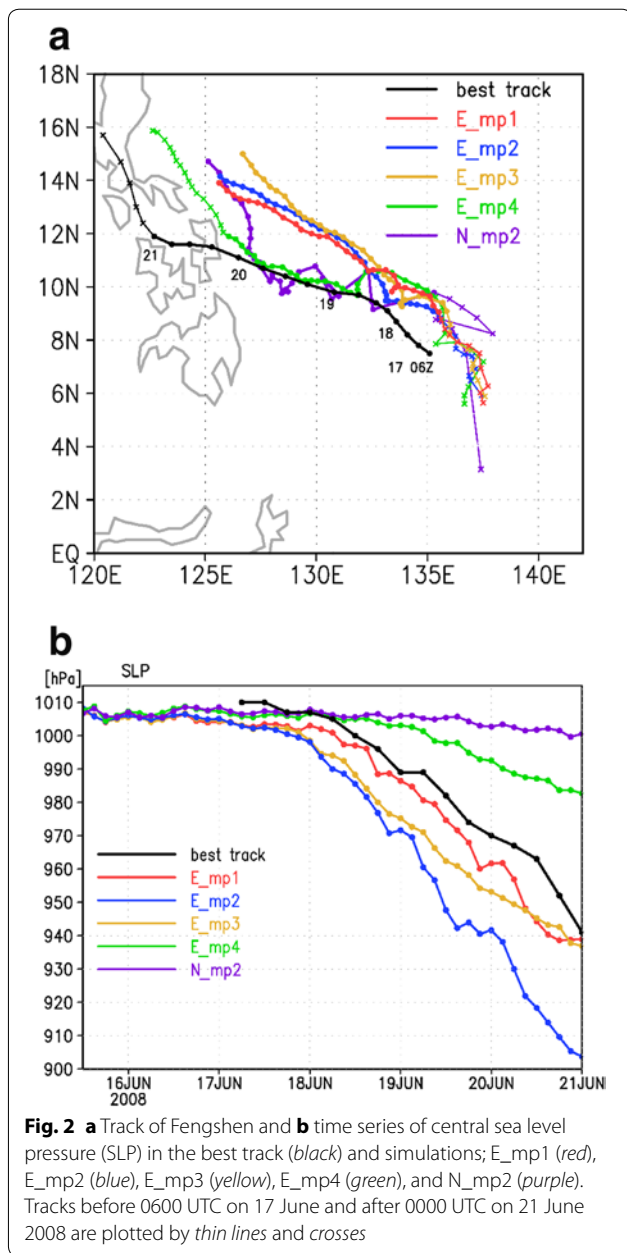 a
18N
16N
14N
12N
10N
8N
6N
4N
2N
EQ
best track
E_mp1
E_mp2
E_mp3
E_mp4
N_mp2
21
20
19
18
17 06Z
120E 125E 130E 135E 140E
b
[hPa] SLP
1010
1000
990
980
970
960
950
940
930
920
910
900
best track
E_mp1
E_mp2
E_mp3
E_mp4
N_mp2
16JUN 17JUN 18JUN 19JUN 20JUN 21JUN
2008
Fig. 2 a Track of Fengshen and b time series of central sea level
pressure (SLP) in the best track (black) and simulations; E_mp1 (red),
E_mp2 (blue), E_mp3 (yellow), E_mp4 (green), and N_mp2 (purple).
Tracks before 0600 UTC on 17 June and after 0000 UTC on 21 June
2008 are plotted by thin lines and crosses